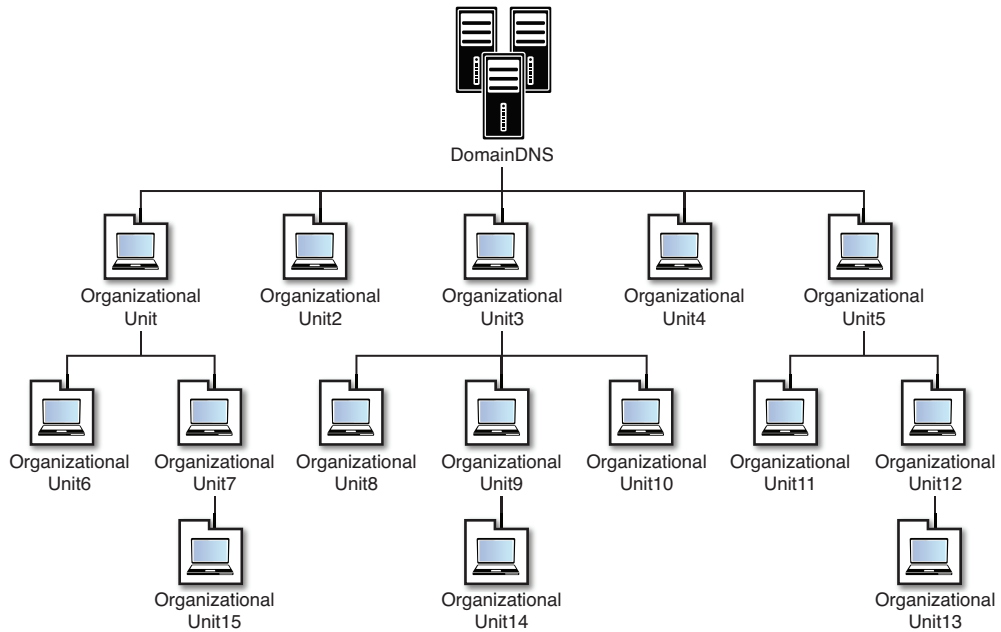 DomainDNS
Organizational
Unit
Organizational
Unit2
Organizational
Unit3
Organizational
Unit4
Organizational
Unit5
Organizational
Unit6
Organizational
Unit7
Organizational
Unit8
Organizational
Unit9
Organizational
Unit10
Organizational
Unit11
Organizational
Unit12
Organizational
Unit15
Organizational
Unit14
Organizational
Unit13